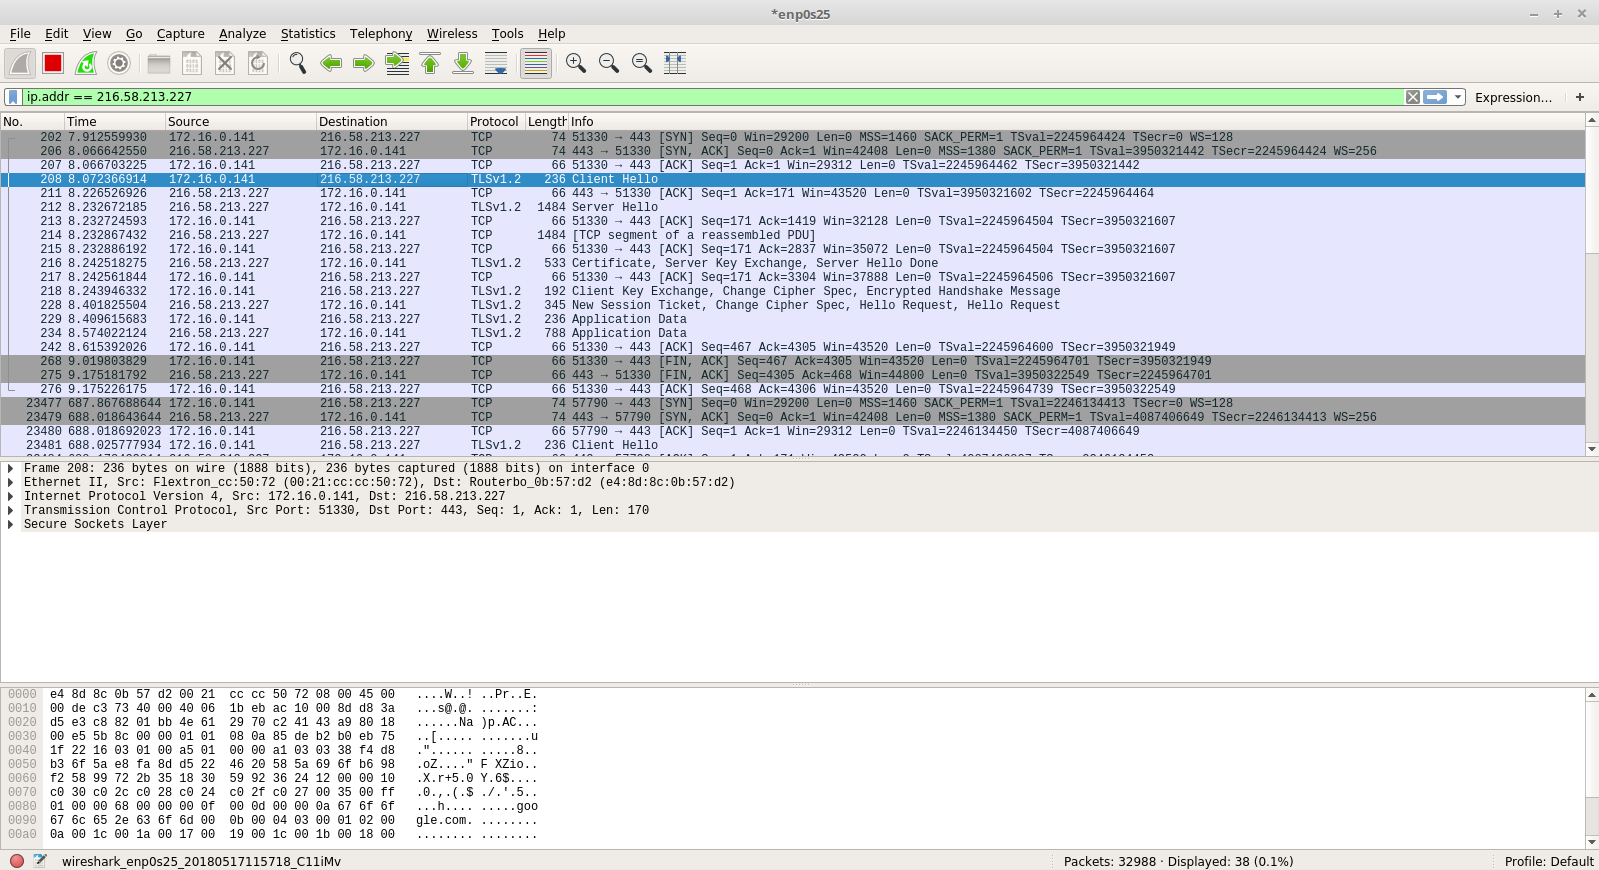 *enp0s25
File Edit View Go Capture Analyze Statistics Telephony Wireless Tools Help
ip.addr == 216.58.213.227 Expression… +
No. Time Source Destination Protocol Length Info
202 7.912559930 172.16.0.141 216.58.213.227 TCP 74 51330 → 443 [SYN] Seq=0 Win=29200 Len=0 MSS=1460 SACK_PERM=1 TSval=2245964424 TSecr=0 WS=128
206 8.066642550 216.58.213.227 172.16.0.141 TCP 74 443 → 51330 [SYN, ACK] Seq=0 Ack=1 Win=42408 Len=0 MSS=1380 SACK_PERM=1 TSval=3950321442 TSecr=2245964424 WS=256
207 8.066703225 172.16.0.141 216.58.213.227 TCP 66 51330 → 443 [ACK] Seq=1 Ack=1 Win=29312 Len=0 TSval=2245964462 TSecr=3950321442
208 8.072366914 172.16.0.141 216.58.213.227 TLSv1.2 236 Client Hello
211 8.226526926 216.58.213.227 172.16.0.141 TCP 66 443 → 51330 [ACK] Seq=1 Ack=171 Win=43520 Len=0 TSval=3950321602 TSecr=2245964464
212 8.232672185 216.58.213.227 172.16.0.141 TLSv1.2 1484 Server Hello
213 8.232724593 172.16.0.141 216.58.213.227 TCP 66 51330 → 443 [ACK] Seq=171 Ack=1419 Win=32128 Len=0 TSval=2245964504 TSecr=3950321607
214 8.232867432 216.58.213.227 172.16.0.141 TCP 1484 [TCP segment of a reassembled PDU]
215 8.232886192 172.16.0.141 216.58.213.227 TCP 66 51330 → 443 [ACK] Seq=171 Ack=2837 Win=35072 Len=0 TSval=2245964504 TSecr=3950321607
216 8.242518275 216.58.213.227 172.16.0.141 TLSv1.2 533 Certificate, Server Key Exchange, Server Hello Done
217 8.242561844 172.16.0.141 216.58.213.227 TCP 66 51330 → 443 [ACK] Seq=171 Ack=3304 Win=37888 Len=0 TSval=2245964506 TSecr=3950321607
218 8.243946332 172.16.0.141 216.58.213.227 TLSv1.2 192 Client Key Exchange, Change Cipher Spec, Encrypted Handshake Message
228 8.401825504 216.58.213.227 172.16.0.141 TLSv1.2 345 New Session Ticket, Change Cipher Spec, Hello Request, Hello Request
229 8.409615683 172.16.0.141 216.58.213.227 TLSv1.2 236 Application Data
234 8.574022124 216.58.213.227 172.16.0.141 TLSv1.2 788 Application Data
242 8.615392026 172.16.0.141 216.58.213.227 TCP 66 51330 → 443 [ACK] Seq=467 Ack=4305 Win=43520 Len=0 TSval=2245964600 TSecr=3950321949
268 9.019803829 172.16.0.141 216.58.213.227 TCP 66 51330 → 443 [FIN, ACK] Seq=467 Ack=4305 Win=43520 Len=0 TSval=2245964701 TSecr=3950321949
275 9.175181792 216.58.213.227 172.16.0.141 TCP 66 443 → 51330 [FIN, ACK] Seq=4305 Ack=468 Win=44800 Len=0 TSval=3950322549 TSecr=2245964701
276 9.175226175 172.16.0.141 216.58.213.227 TCP 66 51330 → 443 [ACK] Seq=468 Ack=4306 Win=43520 Len=0 TSval=2245964739 TSecr=3950322549
23477 687.867688644 172.16.0.141 216.58.213.227 TCP 74 57790 → 443 [SYN] Seq=0 Win=29200 Len=0 MSS=1460 SACK_PERM=1 TSval=2246134413 TSecr=0 WS=128
23479 688.018643644 216.58.213.227 172.16.0.141 TCP 74 443 → 57790 [SYN, ACK] Seq=0 Ack=1 Win=42408 Len=0 MSS=1380 SACK_PERM=1 TSval=4087406649 TSecr=2246134413 WS=256
23480 688.018692023 172.16.0.141 216.58.213.227 TCP 66 57790 → 443 [ACK] Seq=1 Ack=1 Win=29312 Len=0 TSval=2246134450 TSecr=4087406649
23481 688.025777934 172.16.0.141 216.58.213.227 TLSv1.2 236 Client Hello
Frame 208: 236 bytes on wire (1888 bits), 236 bytes captured (1888 bits) on interface 0
Ethernet II, Src: Flextron_cc:50:72 (00:21:cc:cc:50:72), Dst: Routerbo_0b:57:d2 (e4:8d:8c:0b:57:d2)
Internet Protocol Version 4, Src: 172.16.0.141, Dst: 216.58.213.227
Transmission Control Protocol, Src Port: 51330, Dst Port: 443, Seq: 1, Ack: 1, Len: 170
Secure Sockets Layer
0000 e4 8d 8c 0b 57 d2 00 21 cc cc 50 72 08 00 45 00 ....W..! ..Pr..E.
0010 00 de c3 73 40 00 40 06 1b eb ac 10 00 8d d8 3a ...s@.@. .......:
0020 d5 e3 c8 82 01 bb 4e 61 29 70 c2 41 43 a9 80 18 ......Na )p.AC...
0030 00 e5 5b 8c 00 00 01 01 08 0a 85 de b2 b0 eb 75 ..[..... .......u
0040 1f 22 16 03 01 00 a5 01 00 00 a1 03 03 38 f4 d8 ."...... .....8..
0050 b3 6f 5a e8 fa 8d d5 22 46 20 58 5a 69 6f b6 98 .oZ...." F XZio..
0060 f2 58 99 72 2b 35 18 30 59 92 36 24 12 00 00 10 .X.r+5.0 Y.6$....
0070 c0 30 c0 2c c0 28 c0 24 c0 2f c0 27 00 35 00 ff .0.,.(.$ ./.'.5..
0080 01 00 00 68 00 00 00 0f 00 0d 00 00 0a 67 6f 6f ...h.... .....goo
0090 67 6c 65 2e 63 6f 6d 00 0b 00 04 03 00 01 02 00 gle.com. ........
00a0 0a 00 1c 00 1a 00 17 00 19 00 1c 00 1b 00 18 00 ........ ........
wireshark_enp0s25_20180517115718_C11iMv Packets: 32988 · Displayed: 38 (0.1%) Profile: Default